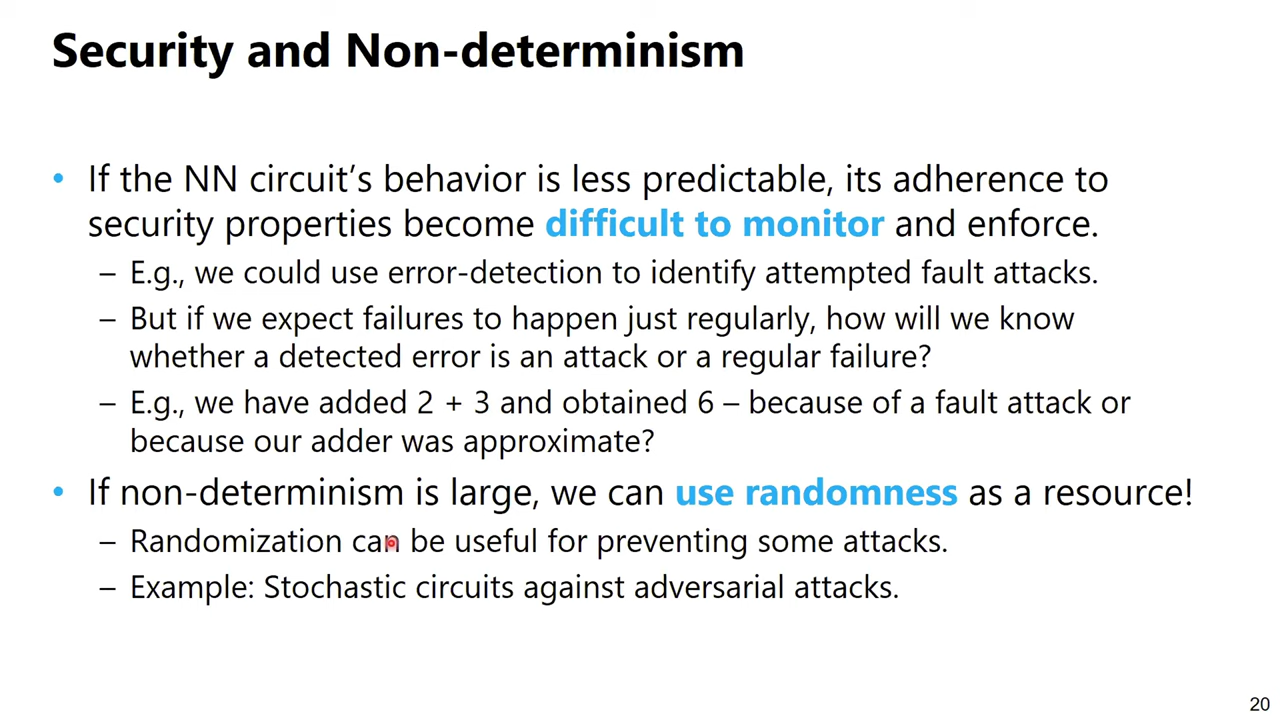 Security and Non-determinism
• If the NN circuit's behavior is less predictable, its adherence to
security properties become difficult to monitor and enforce.
– E.g., we could use error-detection to identify attempted fault attacks.
– But if we expect failures to happen just regularly, how will we know
whether a detected error is an attack or a regular failure?
– E.g., we have added 2 + 3 and obtained 6 – because of a fault attack or
because our adder was approximate?
• If non-determinism is large, we can use randomness as a resource!
– Randomization can be useful for preventing some attacks.
– Example: Stochastic circuits against adversarial attacks.
20